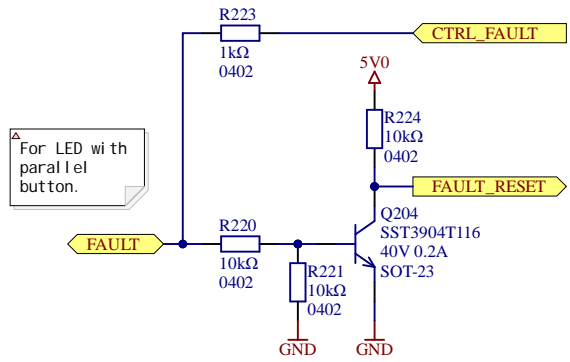 R223
1kΩ
0402
CTRL_FAULT
5V0
R224
10kΩ
0402
For LED with
parallel
button.
FAULT_RESET
Q204
SST3904T116
40V 0.2A
SOT-23
FAULT
R220
10kΩ
0402
R221
10kΩ
0402
GND
GND